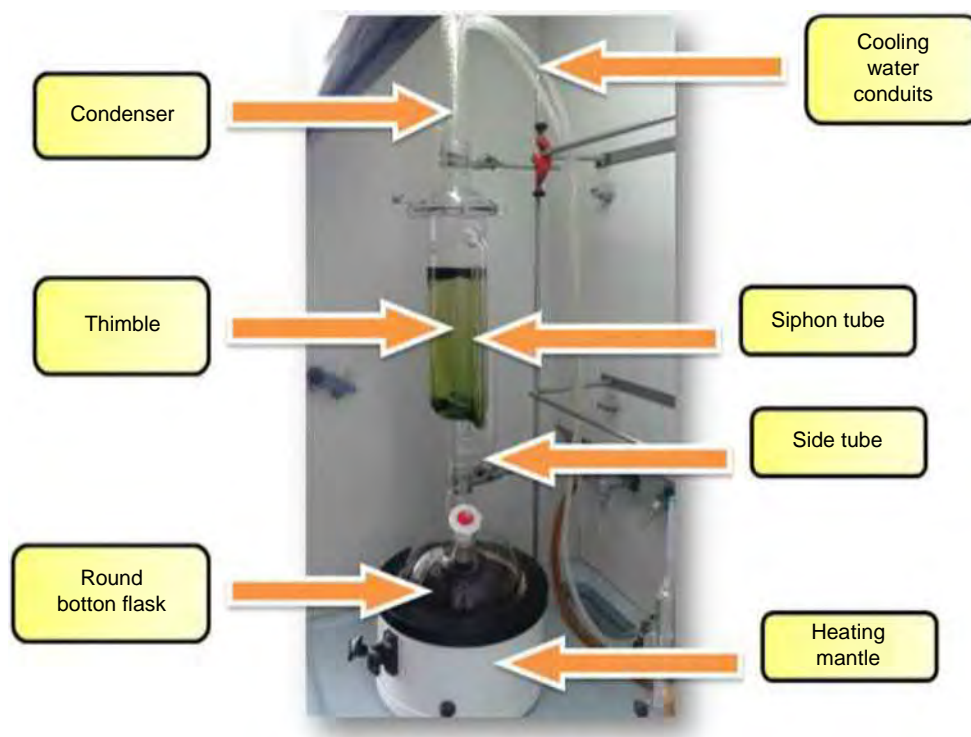 Condenser
Cooling
water
conduits
Thimble
Siphon tube
Side tube
Round
botton flask
Heating
mantle